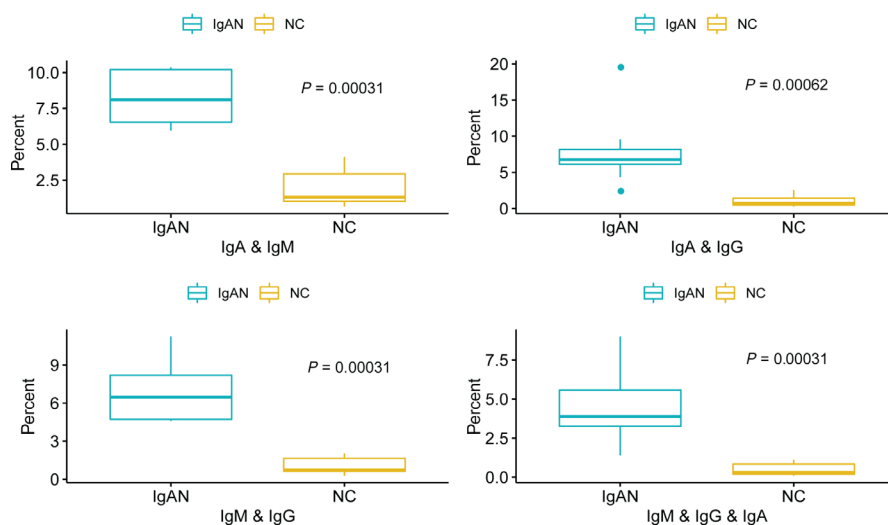 IgAN NC
Percent
10.0
7.5
5.0
2.5
P = 0.00031
IgAN NC
IgA & IgM
IgAN NC
Percent
20
15
10
5
0
P = 0.00062
IgAN NC
IgA & IgG
IgAN NC
Percent
9
6
3
0
P = 0.00031
IgAN NC
IgM & IgG
IgAN NC
Percent
7.5
5.0
2.5
0.0
P = 0.00031
IgAN NC
IgM & IgG & IgA